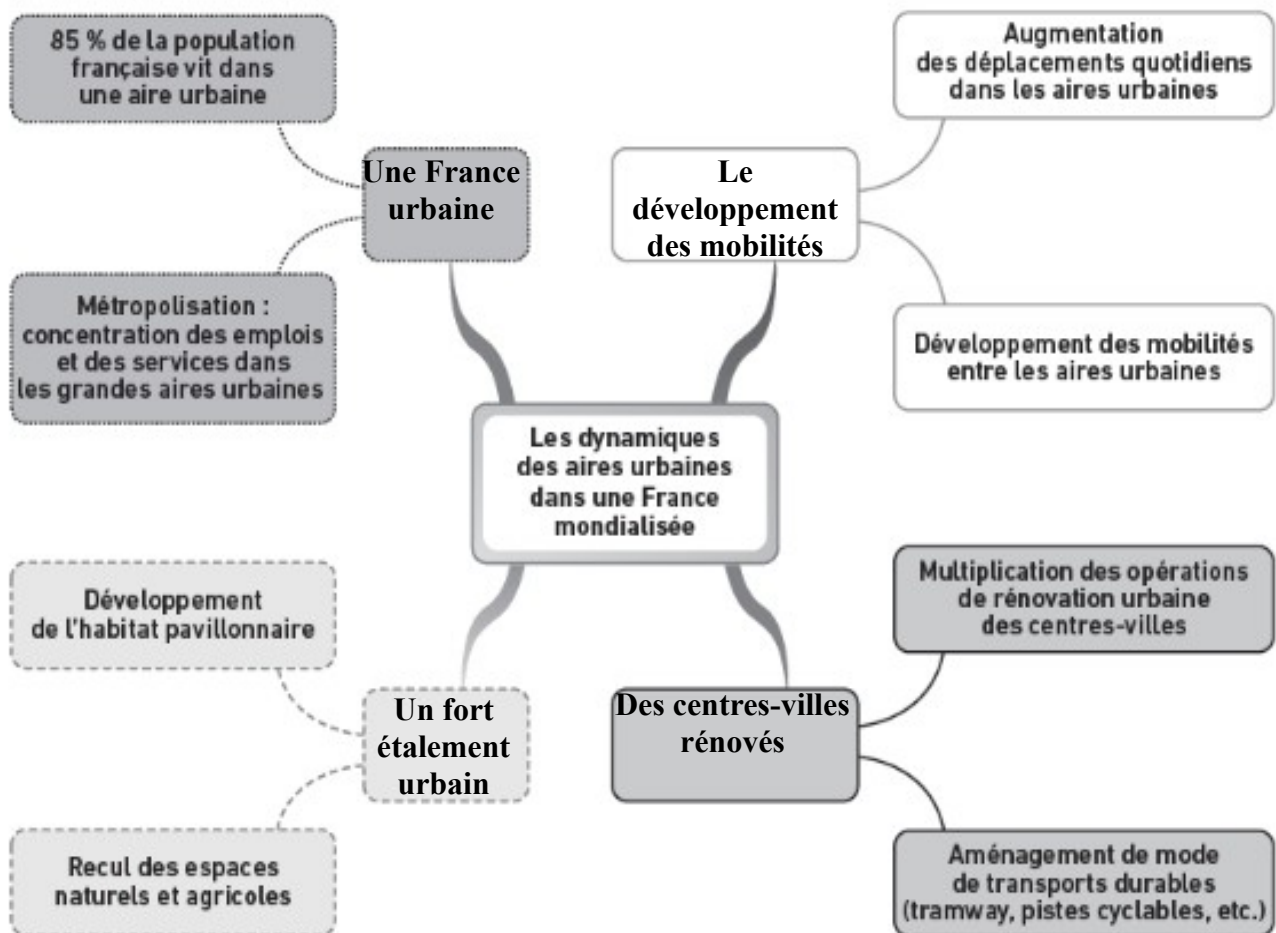 85 % de la population
française vit dans
une aire urbaine
Une France
urbaine
Métropolisation :
concentration des emplois
et des services dans
les grandes aires urbaines
Augmentation
des déplacements quotidiens
dans les aires urbaines
Le
développement
des mobilités
Développement des mobilités
entre les aires urbaines
Les dynamiques
des aires urbaines
dans une France
mondialisée
Développement
de l'habitat pavillonnaire
Un fort
étalement
urbain
Recul des espaces
naturels et agricoles
Multiplication des opérations
de rénovation urbaine
des centres-villes
Des centres-villes
rénovés
Aménagement de mode
de transports durables
(tramway, pistes cyclables, etc.)